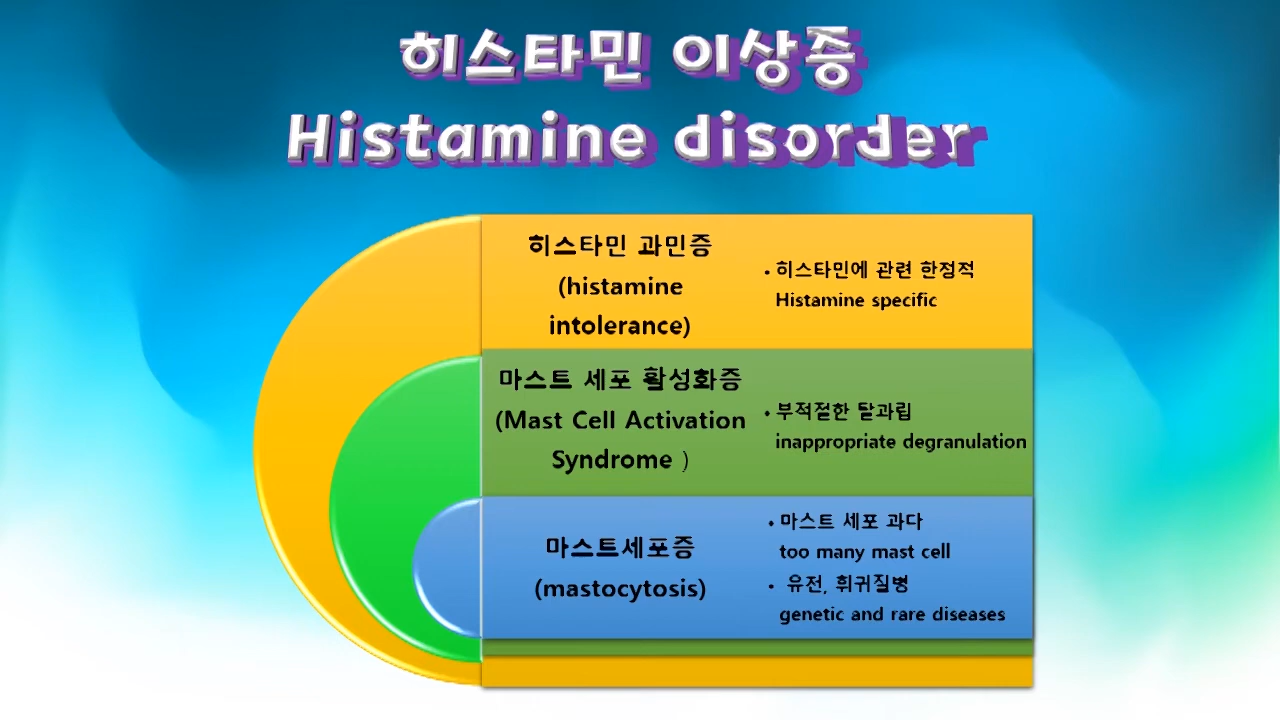 히스타민 이상증
Histamine disorder
히스타민 과민증
(histamine
intolerance)
• 히스타민에 관련 한정적
Histamine specific
마스트 세포 활성화증
(Mast Cell Activation
Syndrome )
• 부적절한 탈과립
inappropriate degranulation
마스트세포증
(mastocytosis)
• 마스트 세포 과다
too many mast cell
• 유전, 휘귀질병
genetic and rare diseases